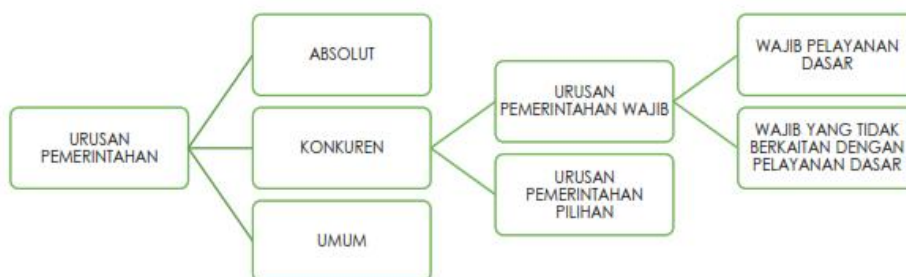 URUSAN
PEMERINTAHAN
ABSOLUT
KONKUREN
UMUM
URUSAN
PEMERINTAHAN WAJIB
URUSAN
PEMERINTAHAN
PILIHAN
WAJIB PELAYANAN
DASAR
WAJIB YANG TIDAK
BERKAITAN DENGAN
PELAYANAN DASAR